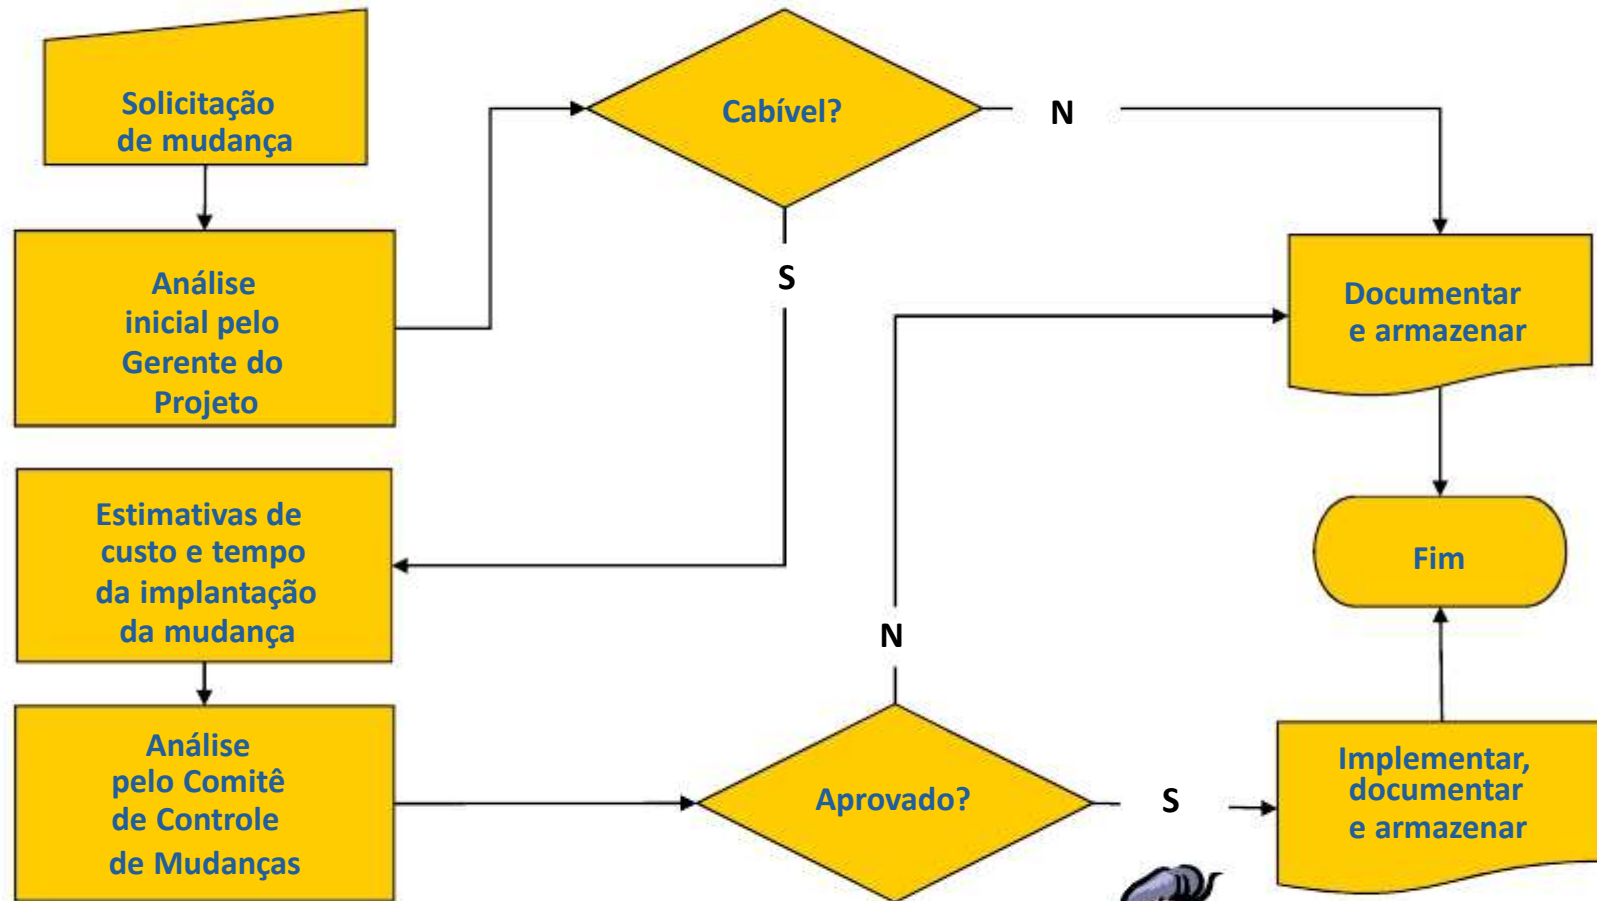 Solicitação
de mudança
Cabível?
N
Análise
inicial pelo
Gerente do
Projeto
S
Documentar
e armazenar
Estimativas de
custo e tempo
da implantação
da mudança
Fim
N
Análise
pelo Comitê
de Controle
de Mudanças
Aprovado?
S
Implementar,
documentar
e armazenar